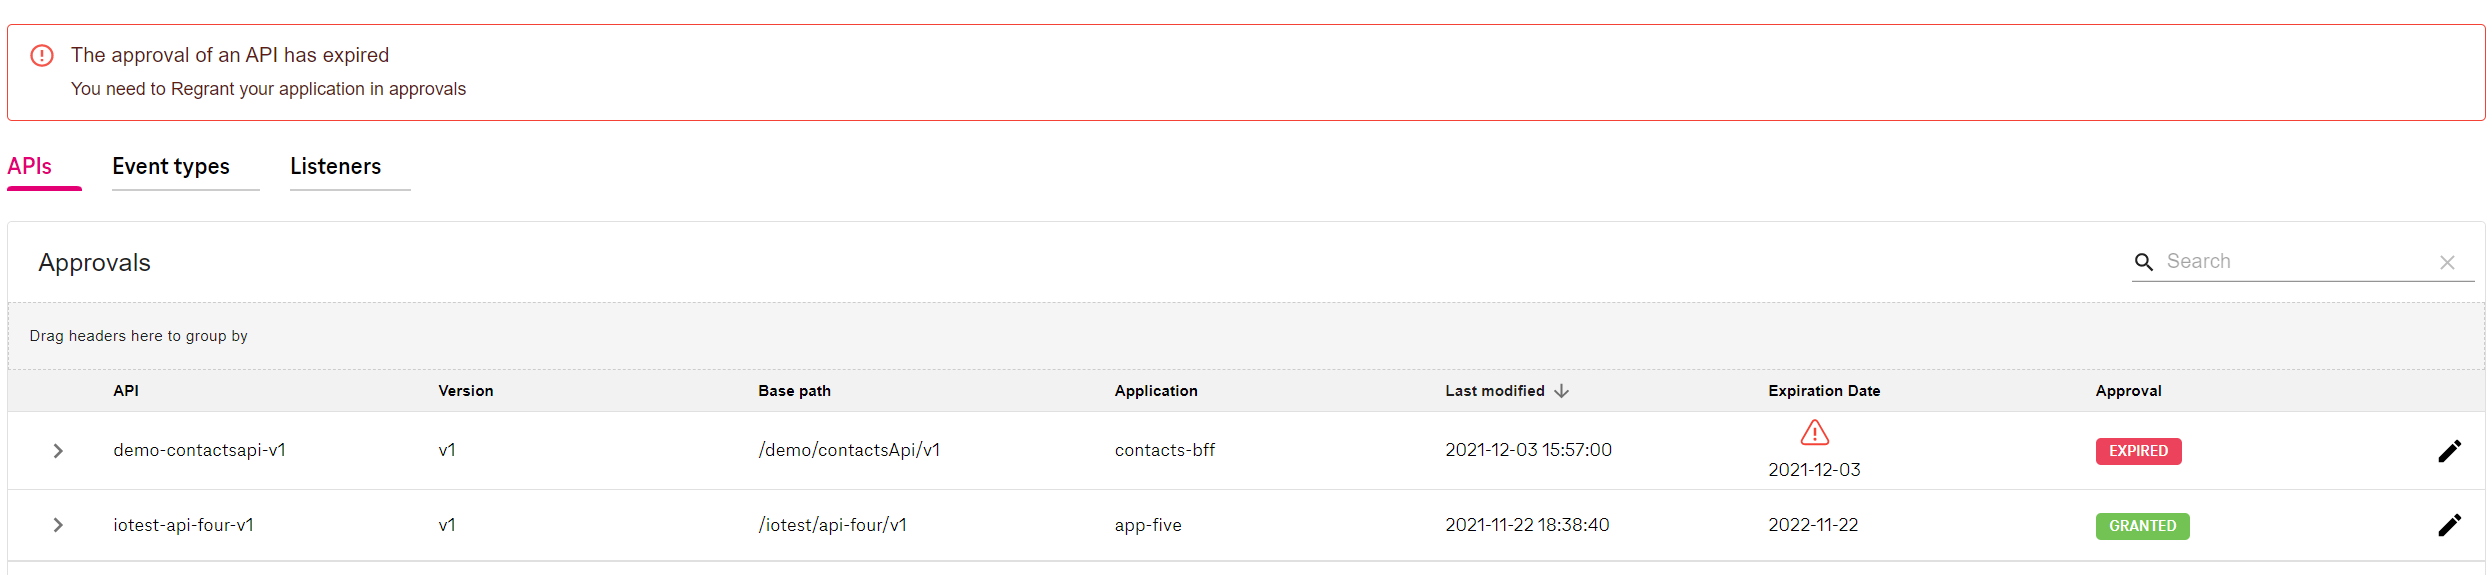 The approval of an API has expired
You need to Regrant your application in approvals
APIs Event types Listeners
Approvals Search
Drag headers here to group by
API Version Base path Application Last modified Expiration Date Approval
demo-contactsapi-v1 v1 /demo/contactsApi/v1 contacts-bff 2021-12-03 15:57:00 2021-12-03 EXPIRED
iotest-api-four-v1 v1 /iotest/api-four/v1 app-five 2021-11-22 18:38:40 2022-11-22 GRANTED